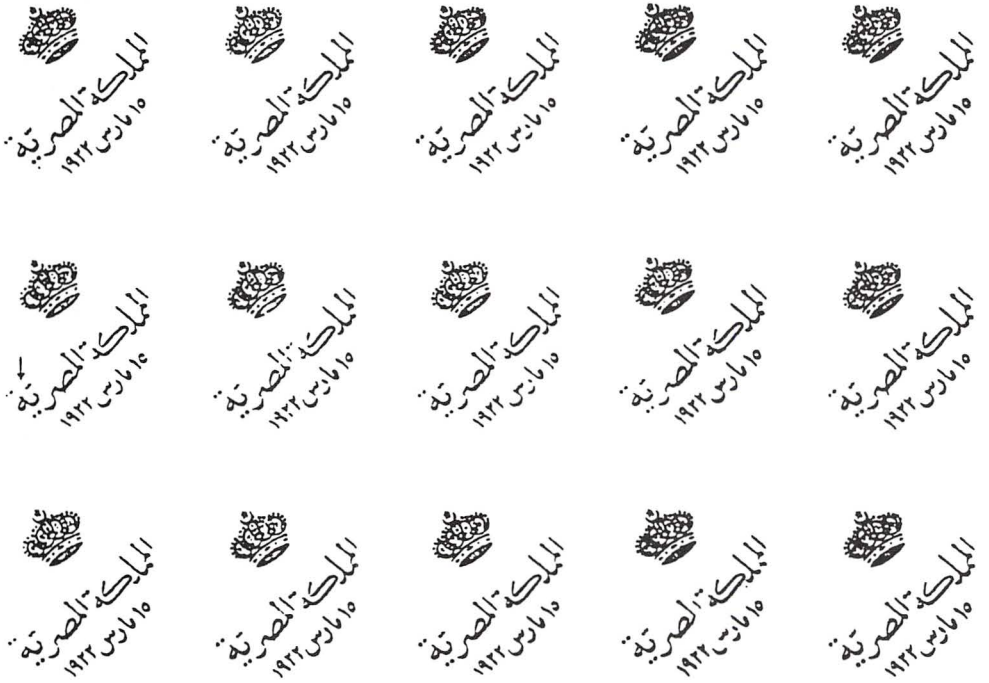 المملكة المصرية
١٥ مارس ١٩٢٢
المملكة المصرية
١٥ مارس ١٩٢٢
المملكة المصرية
١٥ مارس ١٩٢٢
المملكة المصرية
١٥ مارس ١٩٢٢
المملكة المصرية
١٥ مارس ١٩٢٢
المملكة المصرية
١٥ مارس ١٩٢٢
المملكة المصرية
١٥ مارس ١٩٢٢
المملكة المصرية
١٥ مارس ١٩٢٢
المملكة المصرية
١٥ مارس ١٩٢٢
المملكة المصرية
١٥ مارس ١٩٢٢
المملكة المصرية
١٥ مارس ١٩٢٢
المملكة المصرية
١٥ مارس ١٩٢٢
المملكة المصرية
١٥ مارس ١٩٢٢
المملكة المصرية
١٥ مارس ١٩٢٢
المملكة المصرية
١٥ مارس ١٩٢٢